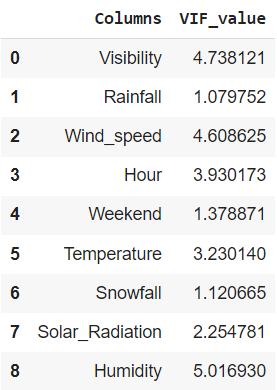 Columns VIF_value
0 Visibility 4.738121
1 Rainfall 1.079752
2 Wind_speed 4.608625
3 Hour 3.930173
4 Weekend 1.378871
5 Temperature 3.230140
6 Snowfall 1.120665
7 Solar_Radiation 2.254781
8 Humidity 5.016930